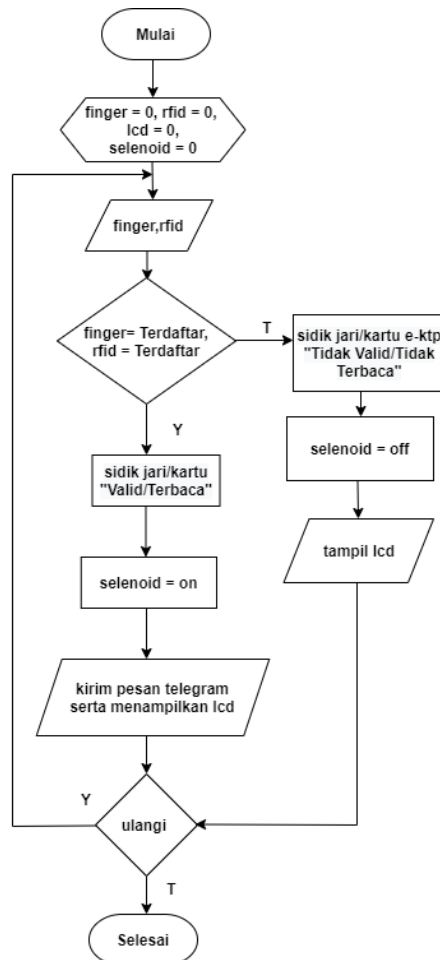 Mulai
finger = 0, rfid = 0,
lcd = 0,
selenoid = 0
finger,rfid
finger= Terdaftar,
rfid = Terdaftar
T
sidik jari/kartu e-ktp
"Tidak Valid/Tidak
Terbaca"
Y
selenoid = off
sidik jari/kartu
"Valid/Terbaca"
tampil lcd
selenoid = on
kirim pesan telegram
serta menampilkan lcd
Y
ulangi
T
Selesai